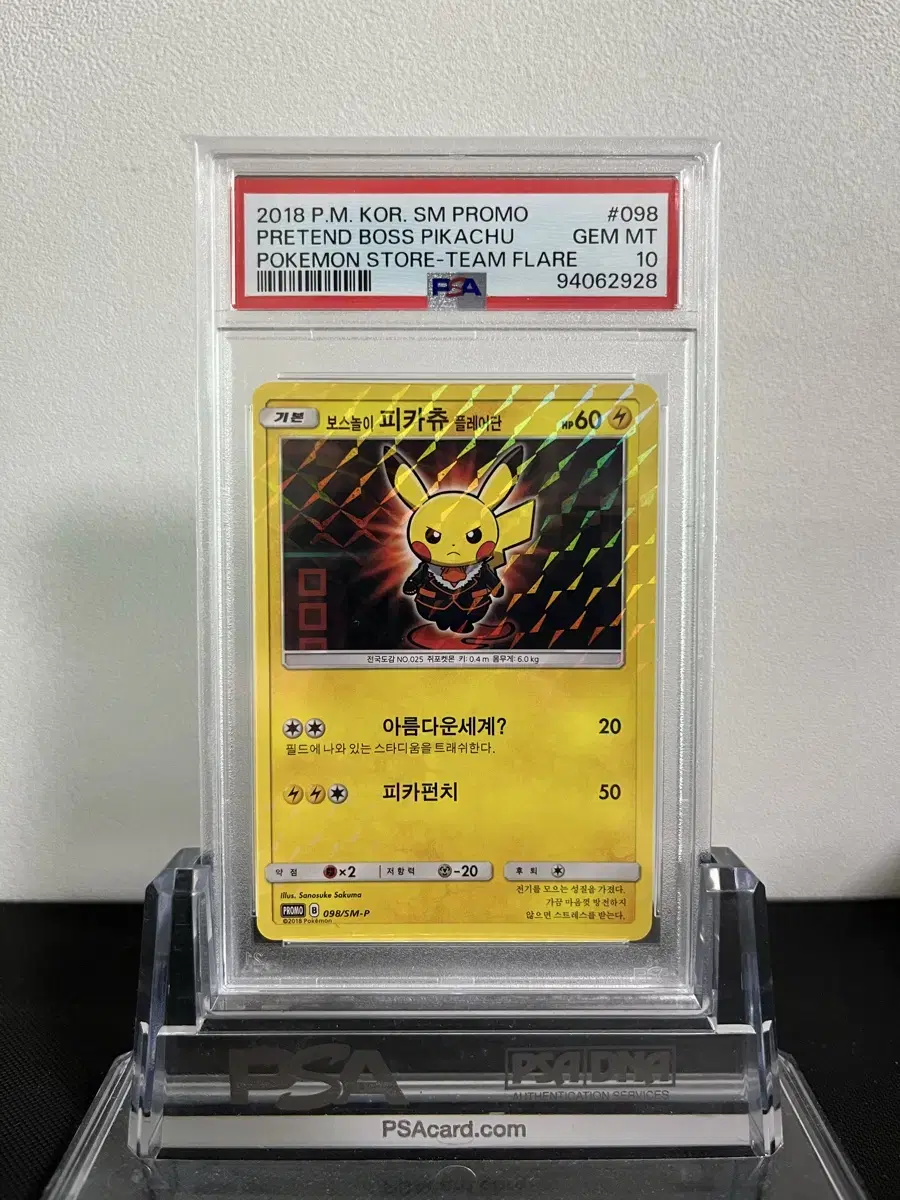 2018 P.M. KOR. SM PROMO #098
PRETEND BOSS PIKACHU GEM MT
POKEMON STORE-TEAM FLARE 10
PSA 94062928
기본 보스놀이 피카츄 플레어단 HP60
전국도감 NO.025 쥐포켓몬 키: 0.4 m 몸무게: 6.0 kg
아름다운세계? 20
필드에 나와 있는 스타디움을 트래쉬한다.
피카펀치 50
약점 ×2 저항력 -20 후퇴
Illus. Sanosuke Sakuma
전기를 모으는 성질을 가졌다.
가끔 마음껏 방전하지
않으면 스트레스를 받는다.
PROMO B 098/SM-P
©2018 Pokémon
PSA PSA DNA
AUTHENTICATION SERVICES
PSAcard.com